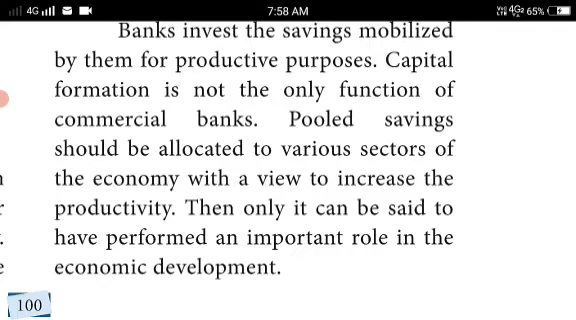 4G 7:58 AM 4G2 65%
Banks invest the savings mobilized
by them for productive purposes. Capital
formation is not the only function of
commercial banks. Pooled savings
should be allocated to various sectors of
the economy with a view to increase the
productivity. Then only it can be said to
have performed an important role in the
economic development.
100